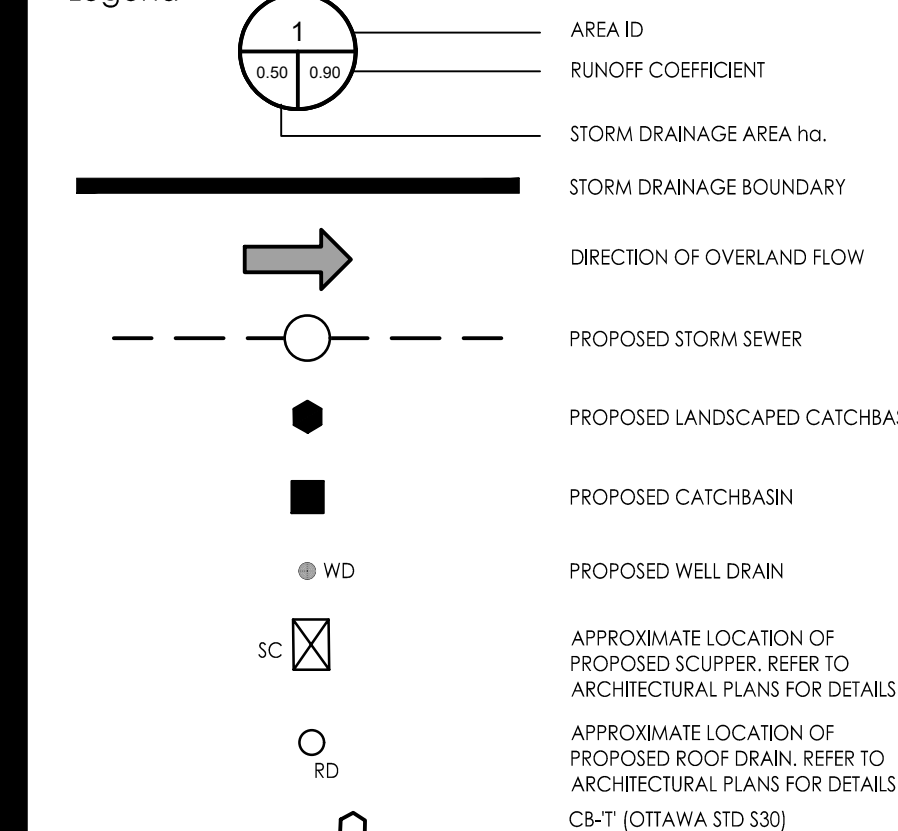 1
AREA ID
0.50 0.90
RUNOFF COEFFICIENT
STORM DRAINAGE AREA ha.
STORM DRAINAGE BOUNDARY
DIRECTION OF OVERLAND FLOW
PROPOSED STORM SEWER
PROPOSED LANDSCAPED
PROPOSED CATCHBASIN
WD
PROPOSED WELL DRAIN
SC
APPROXIMATE LOCATION OF
PROPOSED SCUPPER. REFER TO
ARCHITECTURAL PLANS FOR DETAILS
RD
APPROXIMATE LOCATION OF
PROPOSED ROOF DRAIN. REFER TO
ARCHITECTURAL PLANS FOR DETAILS
CB-'T' (OTTAWA STD S30)